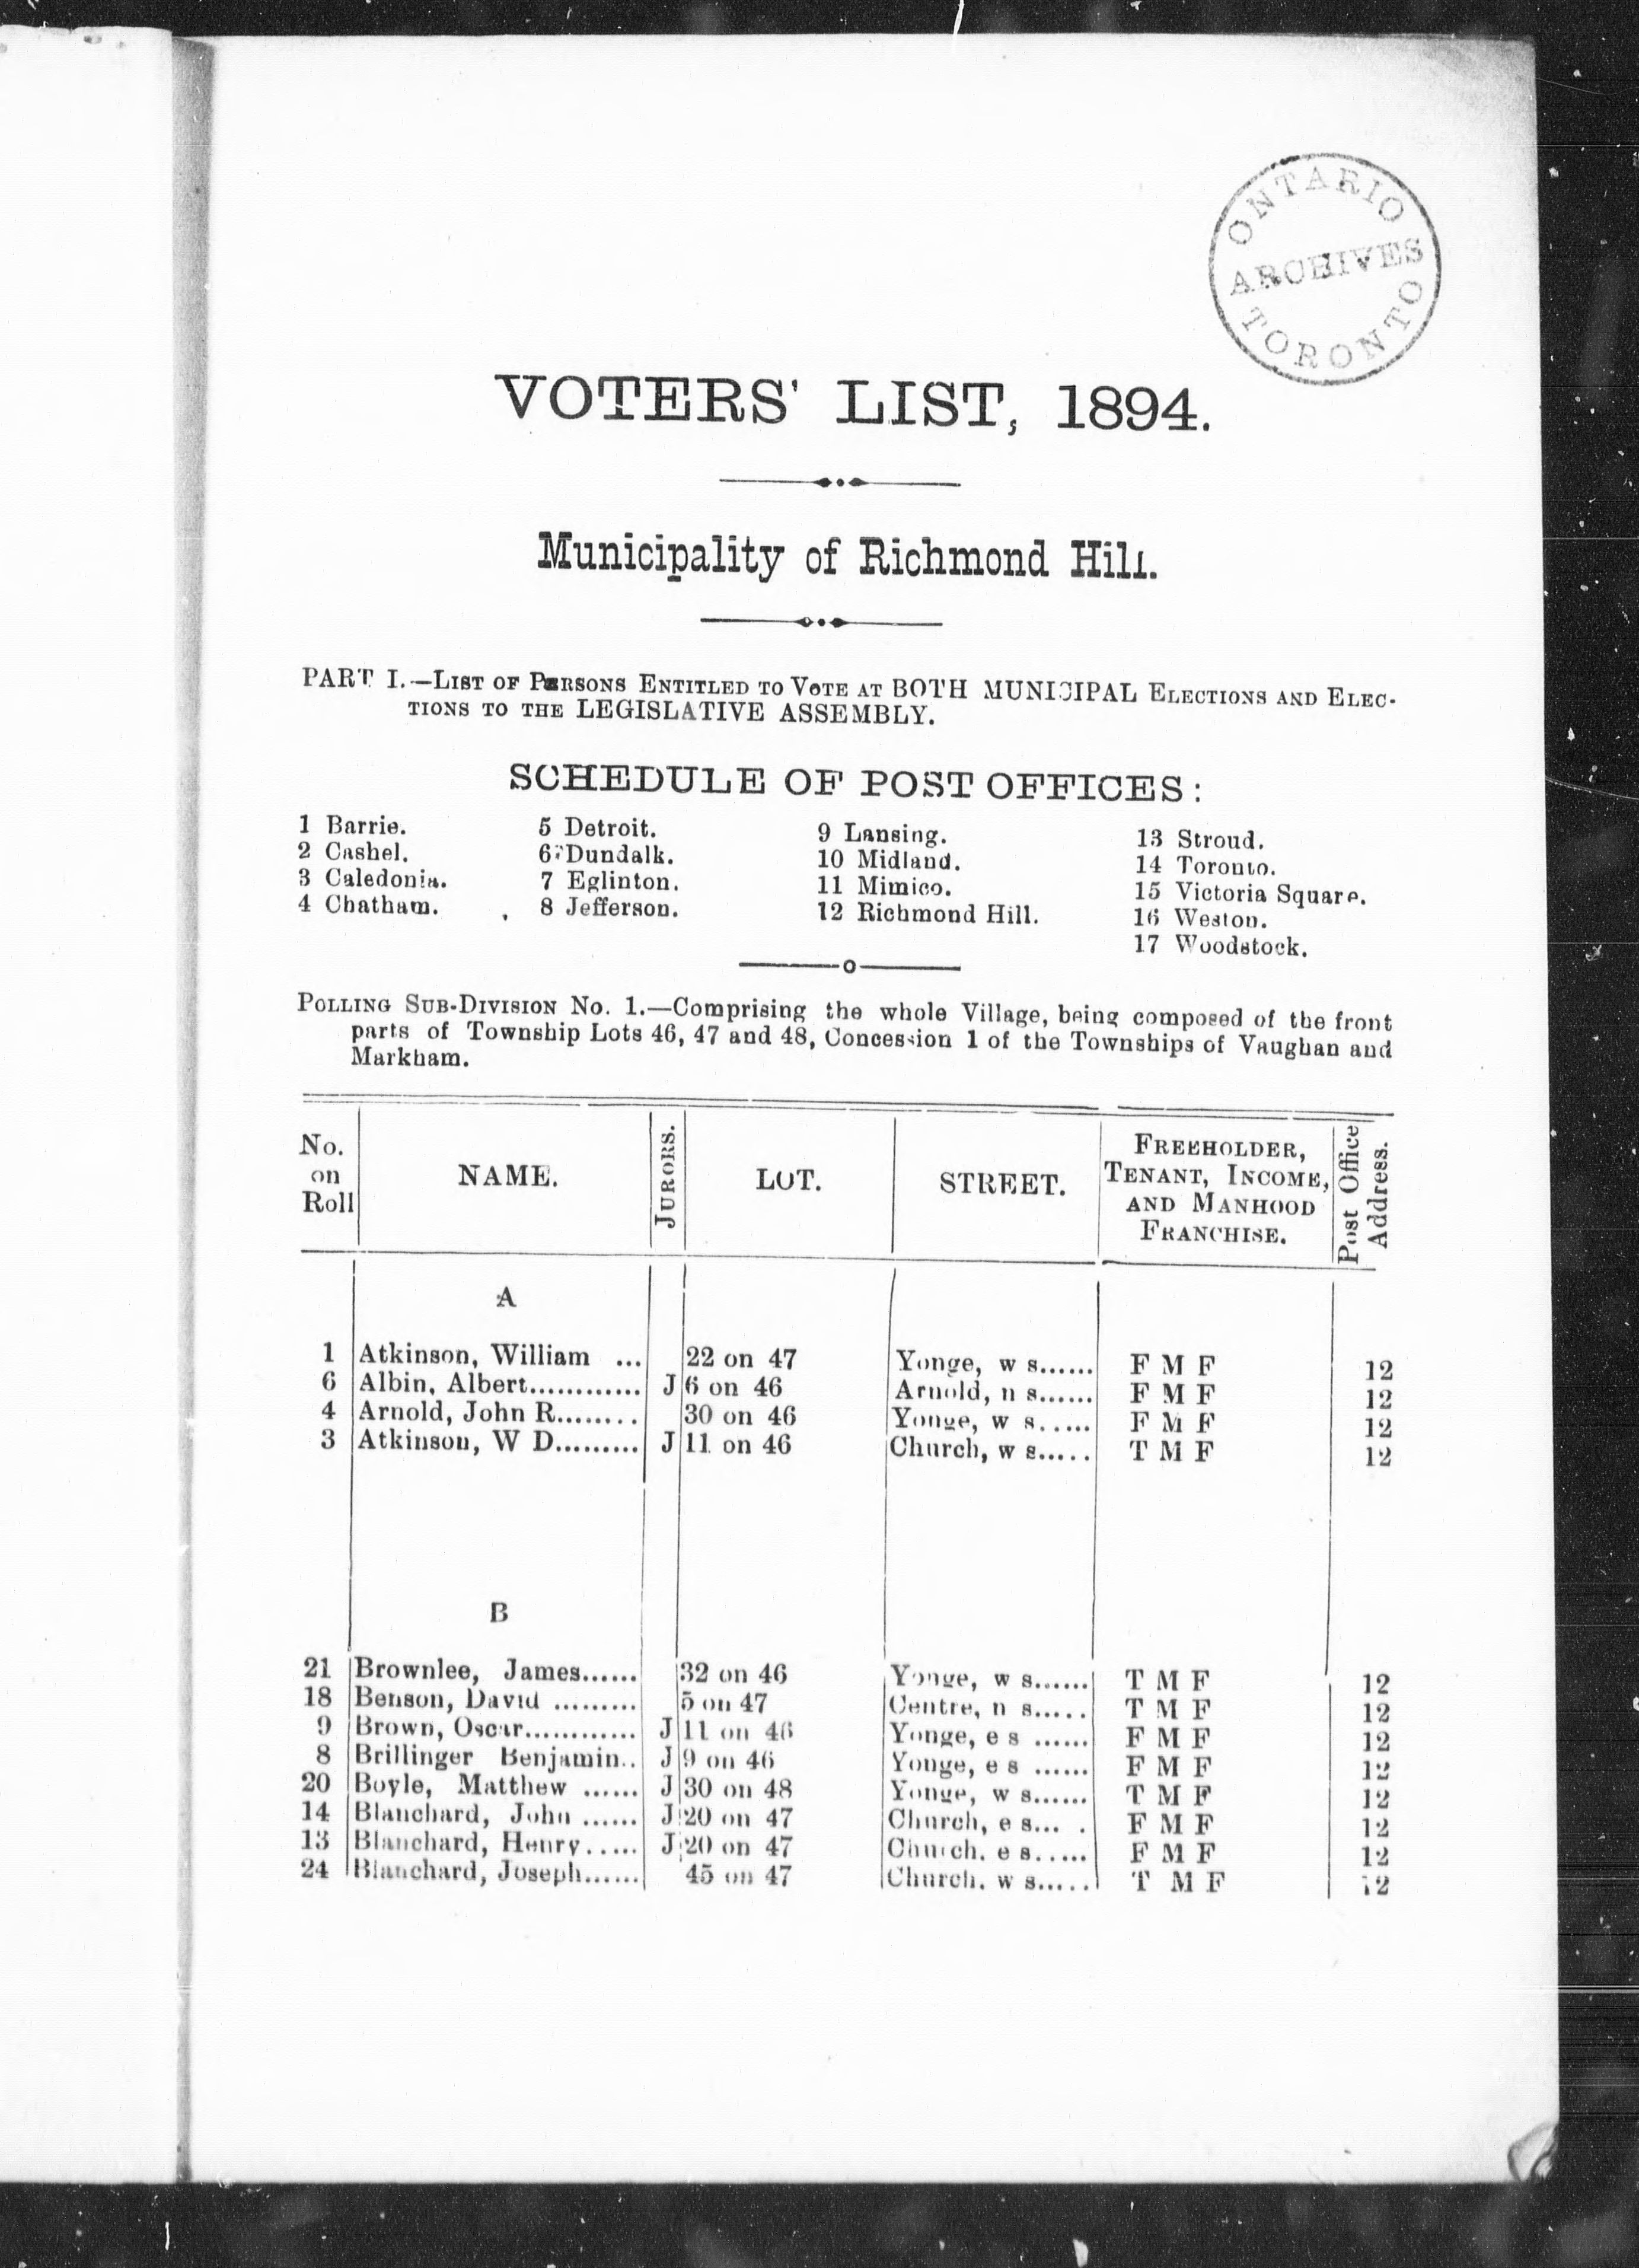 ONTARIO
ARCHIVES
TORONTO
VOTERS' LIST, 1894.
Municipality of Richmond Hill.
PART I.—LIST OF PERSONS ENTITLED TO VOTE AT BOTH MUNICIPAL ELECTIONS AND ELEC-
TIONS TO THE LEGISLATIVE ASSEMBLY.
SCHEDULE OF POST OFFICES:
1 Barrie. 5 Detroit. 9 Lansing. 13 Stroud.
2 Cashel. 6 Dundalk. 10 Midland. 14 Toronto.
3 Caledonia. 7 Eglinton. 11 Mimico. 15 Victoria Square.
4 Chatham. 8 Jefferson. 12 Richmond Hill. 16 Weston.
17 Woodstock.
POLLING SUB-DIVISION No. 1.—Comprising the whole Village, being composed of the front
parts of Township Lots 46, 47 and 48, Concession 1 of the Townships of Vaughan and
Markham.
No. on Roll
NAME.
JURORS.
LOT.
STREET.
FREEHOLDER, TENANT, INCOME, AND MANHOOD FRANCHISE.
Post Office Address.
A
1 Atkinson, William ... 22 on 47 Yonge, w s...... F M F 12
6 Albin, Albert............ J 6 on 46 Arnold, n s...... F M F 12
4 Arnold, John R........ 30 on 46 Yonge, w s...... F M F 12
3 Atkinson, W D......... J 11 on 46 Church, w s..... T M F 12
B
21 Brownlee, James...... 32 on 46 Yonge, w s...... T M F 12
18 Benson, David ......... 5 on 47 Centre, n s..... T M F 12
9 Brown, Oscar............ J 11 on 46 Yonge, e s ...... F M F 12
8 Brillinger Benjamin.. J 9 on 46 Yonge, e s ...... F M F 12
20 Boyle, Matthew ...... J 30 on 48 Yonge, w s...... T M F 12
14 Blanchard, John ...... J 20 on 47 Church, e s... . F M F 12
13 Blanchard, Henry..... J 20 on 47 Church. e s..... F M F 12
24 Blanchard, Joseph...... 45 on 47 Church. w s..... T M F 12